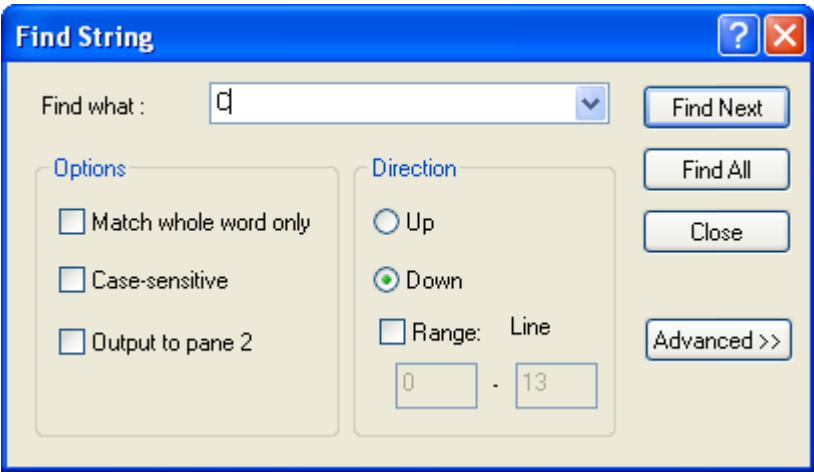 Find String
Find what : C
Find Next
Options
Direction
Find All
Match whole word only
Up
Close
Case-sensitive
Down
Output to pane 2
Range: Line
Advanced >>
0 - 13